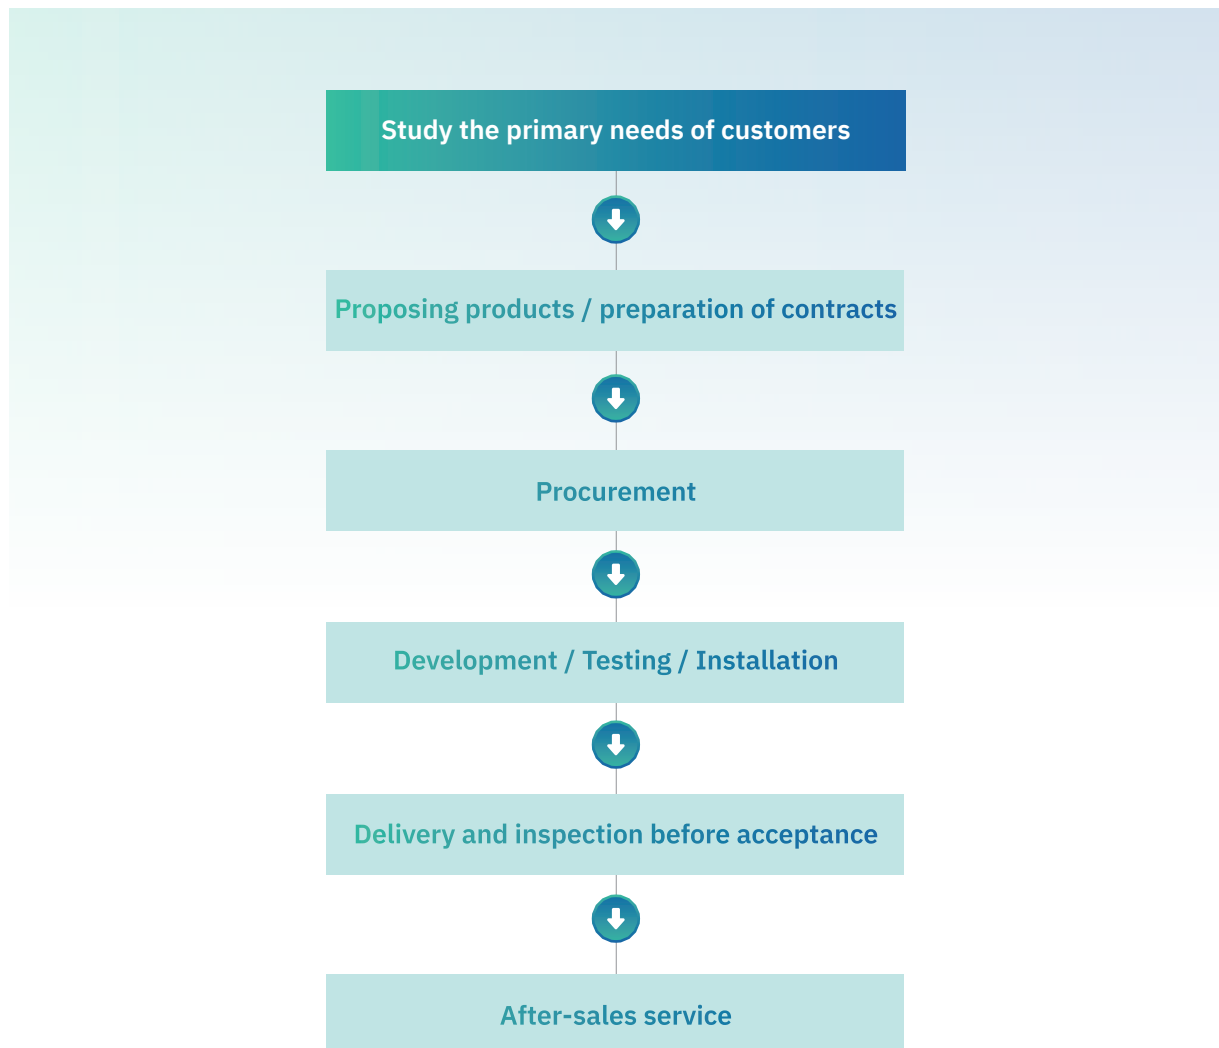 Study the primary needs of customers
Proposing products / preparation of contracts
Procurement
Development / Testing / Installation
Delivery and inspection before acceptance
After-sales service